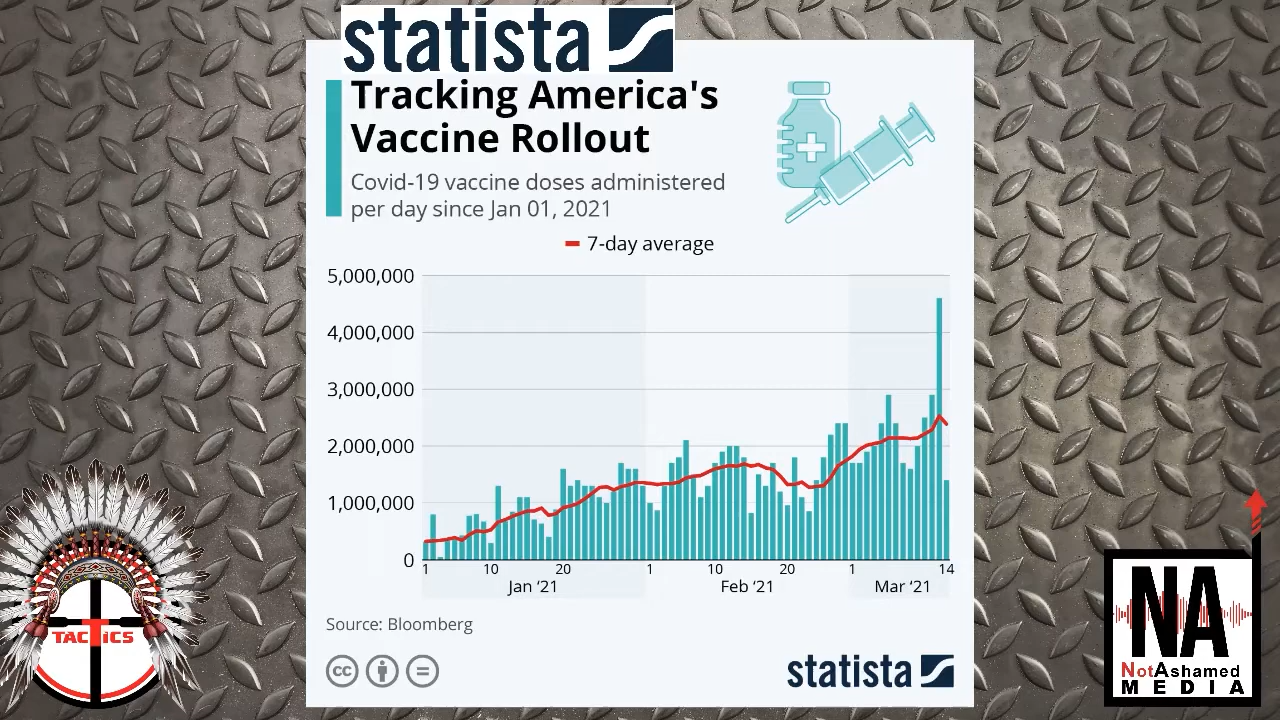 statista
Tracking America's
Vaccine Rollout
Covid-19 vaccine doses administered
per day since Jan 01, 2021
7-day average
5,000,000
4,000,000
3,000,000
2,000,000
1,000,000
0
1 10 20 1 10 20 1 14
Jan ‘21 Feb ‘21 Mar ‘21
Source: Bloomberg
cc
statista
TACTICS
NA
NotAshamed
MEDIA